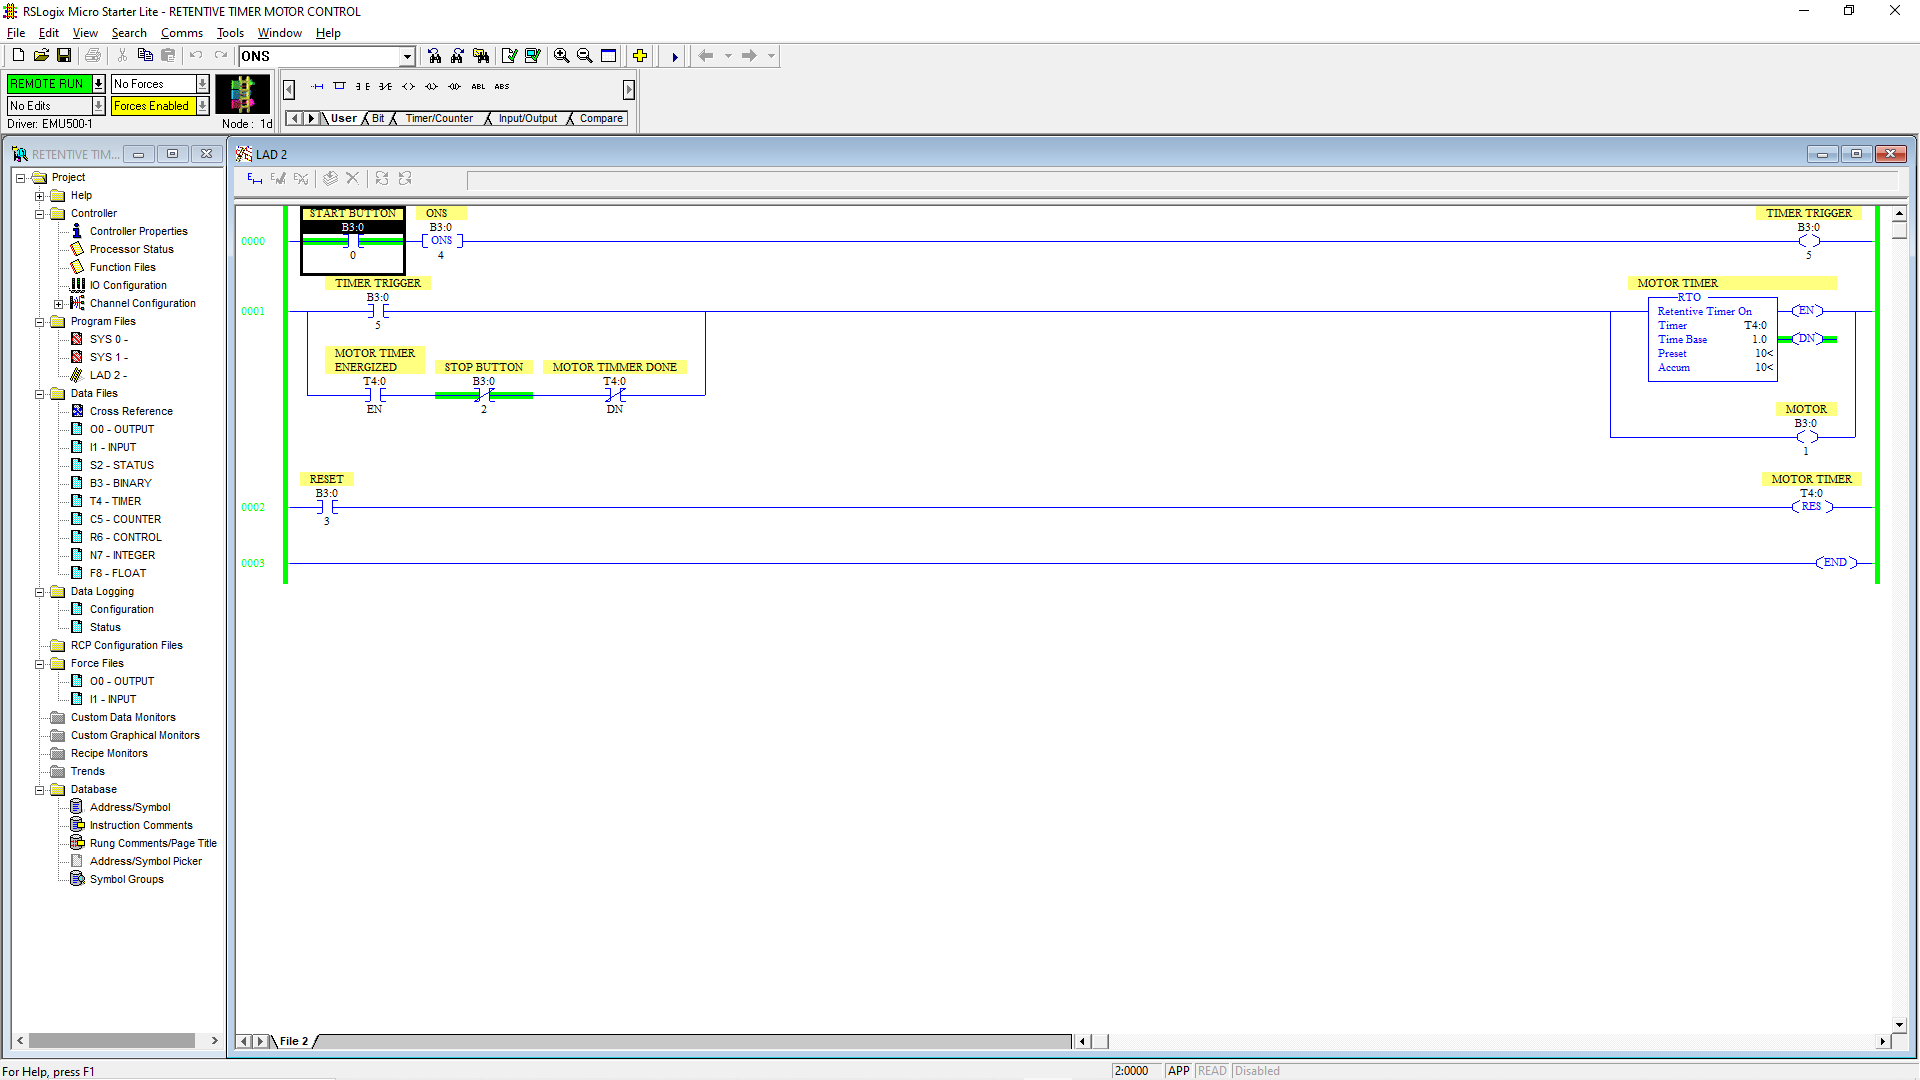 RSLogix Micro Starter Lite - RETENTIVE TIMER MOTOR CONTROL
File Edit View Search Comms Tools Window Help
ONS
REMOTE RUN No Forces
No Edits Forces Enabled
Driver: EMU500-1 Node : 1d
ABL ABS
User Bit Timer/Counter Input/Output Compare
RETENTIVE TIM...
Project
Help
Controller
Controller Properties
Processor Status
Function Files
IO Configuration
Channel Configuration
Program Files
SYS 0 -
SYS 1 -
LAD 2 -
Data Files
Cross Reference
O0 - OUTPUT
I1 - INPUT
S2 - STATUS
B3 - BINARY
T4 - TIMER
C5 - COUNTER
R6 - CONTROL
N7 - INTEGER
F8 - FLOAT
Data Logging
Configuration
Status
RCP Configuration Files
Force Files
O0 - OUTPUT
I1 - INPUT
Custom Data Monitors
Custom Graphical Monitors
Recipe Monitors
Trends
Database
Address/Symbol
Instruction Comments
Rung Comments/Page Title
Address/Symbol Picker
Symbol Groups
LAD 2
START BUTTON ONS TIMER TRIGGER
B3:0 B3:0 B3:0
0000 ONS
0 4 5
TIMER TRIGGER MOTOR TIMER
B3:0 RTO
0001 Retentive Timer On EN
5 Timer T4:0
Time Base 1.0 DN
MOTOR TIMER Preset 10<
ENERGIZED STOP BUTTON MOTOR TIMMER DONE Accum 10<
T4:0 B3:0 T4:0
EN 2 DN
MOTOR
B3:0
1
RESET MOTOR TIMER
B3:0 T4:0
0002 RES
3
0003 END
File 2
For Help, press F1 2:0000 APP READ Disabled